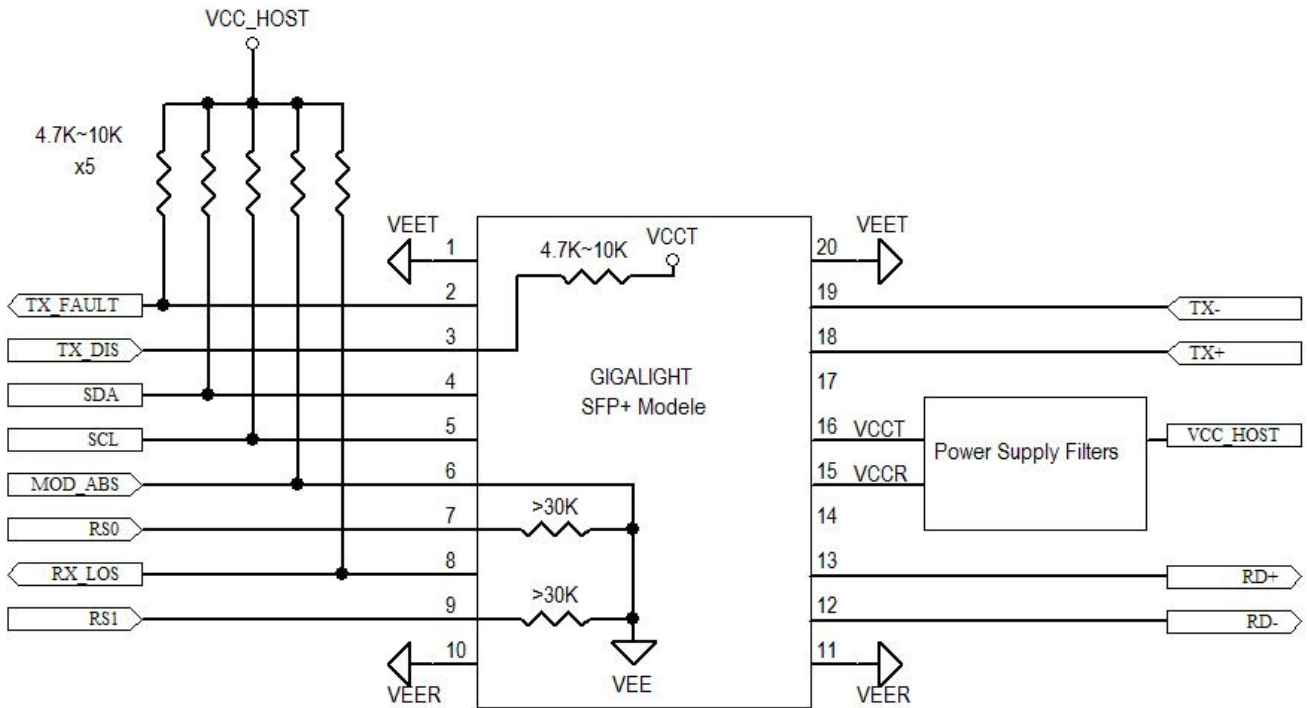 VCC_HOST
4.7K~10K
x5
VEET
1
2
3
4
5
6
7
8
9
10
VEER
TX_FAULT
TX_DIS
SDA
SCL
MOD_ABS
RS0
RX_LOS
RS1
4.7K~10K
VCCT
GIGALIGHT
SFP+ Modele
>30K
>30K
VEE
20
VEET
19
TX-
18
TX+
17
16
VCCT
15
VCCR
Power Supply Filters
VCC_HOST
14
13
RD+
12
RD-
11
VEER